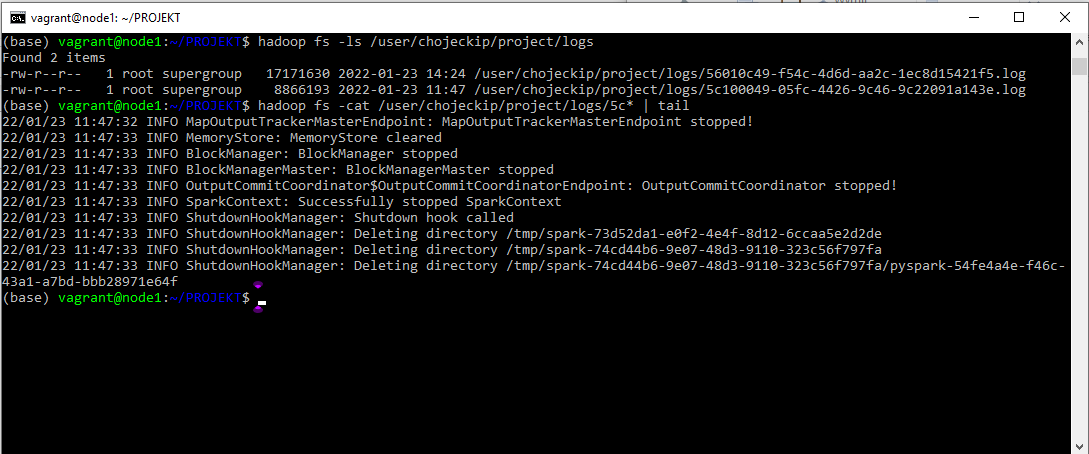 vagrant@node1: ~/PROJEKT
(base) vagrant@node1:~/PROJEKT$ hadoop fs -ls /user/chojeckip/project/logs
Found 2 items
-rw-r--r--   1 root supergroup   17171630 2022-01-23 14:24 /user/chojeckip/project/logs/56010c49-f54c-4d6d-aa2c-1ec8d15421f5.log
-rw-r--r--   1 root supergroup    8866193 2022-01-23 11:47 /user/chojeckip/project/logs/5c100049-05fc-4426-9c46-9c22091a143e.log
(base) vagrant@node1:~/PROJEKT$ hadoop fs -cat /user/chojeckip/project/logs/5c* | tail
22/01/23 11:47:32 INFO MapOutputTrackerMasterEndpoint: MapOutputTrackerMasterEndpoint stopped!
22/01/23 11:47:33 INFO MemoryStore: MemoryStore cleared
22/01/23 11:47:33 INFO BlockManager: BlockManager stopped
22/01/23 11:47:33 INFO BlockManagerMaster: BlockManagerMaster stopped
22/01/23 11:47:33 INFO OutputCommitCoordinator$OutputCommitCoordinatorEndpoint: OutputCommitCoordinator stopped!
22/01/23 11:47:33 INFO SparkContext: Successfully stopped SparkContext
22/01/23 11:47:33 INFO ShutdownHookManager: Shutdown hook called
22/01/23 11:47:33 INFO ShutdownHookManager: Deleting directory /tmp/spark-73d52da1-e0f2-4e4f-8d12-6ccaa5e2d2de
22/01/23 11:47:33 INFO ShutdownHookManager: Deleting directory /tmp/spark-74cd44b6-9e07-48d3-9110-323c56f797fa
22/01/23 11:47:33 INFO ShutdownHookManager: Deleting directory /tmp/spark-74cd44b6-9e07-48d3-9110-323c56f797fa/pyspark-54fe4a4e-f46c-
43a1-a7bd-bbb28971e64f
(base) vagrant@node1:~/PROJEKT$